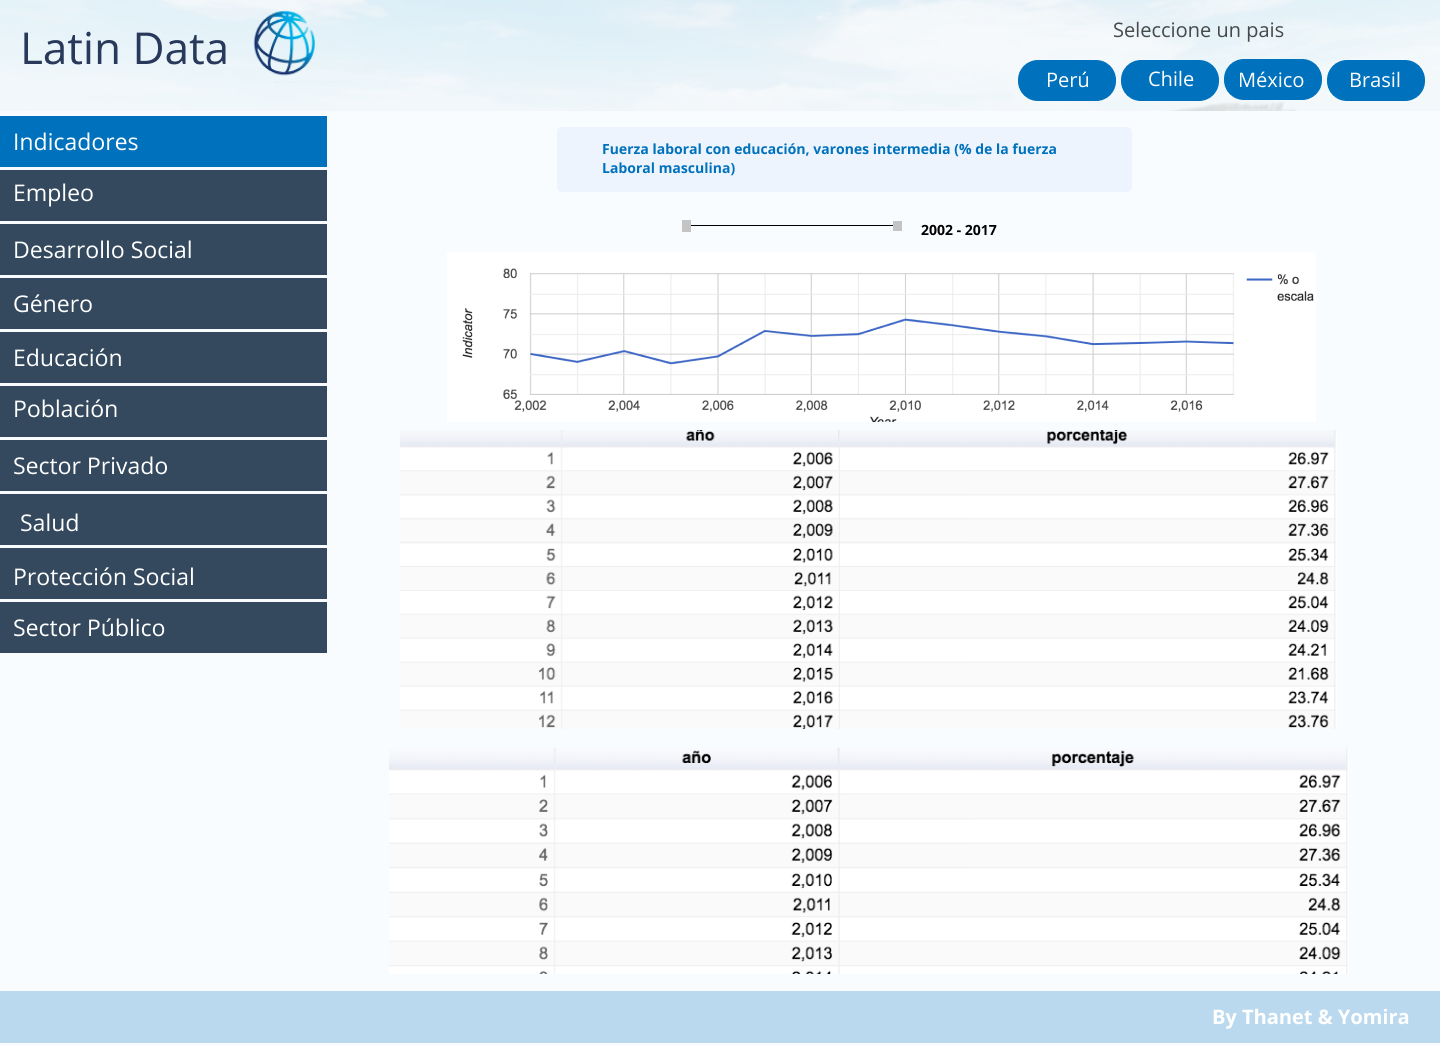 Latin Data
Seleccione un pais
Perú
Chile
México
Brasil
Indicadores
Empleo
Desarrollo Social
Género
Educación
Población
Sector Privado
Salud
Protección Social
Sector Público
Fuerza laboral con educación, varones intermedia (% de la fuerza
Laboral masculina)
2002 - 2017
80
75
70
65
Indicator
2,002 2,004 2,006 2,008 2,010 2,012 2,014 2,016
Year
% o
escala
año porcentaje
1 2,006 26.97
2 2,007 27.67
3 2,008 26.96
4 2,009 27.36
5 2,010 25.34
6 2,011 24.8
7 2,012 25.04
8 2,013 24.09
9 2,014 24.21
10 2,015 21.68
11 2,016 23.74
12 2,017 23.76
año porcentaje
1 2,006 26.97
2 2,007 27.67
3 2,008 26.96
4 2,009 27.36
5 2,010 25.34
6 2,011 24.8
7 2,012 25.04
8 2,013 24.09
By Thanet & Yomira